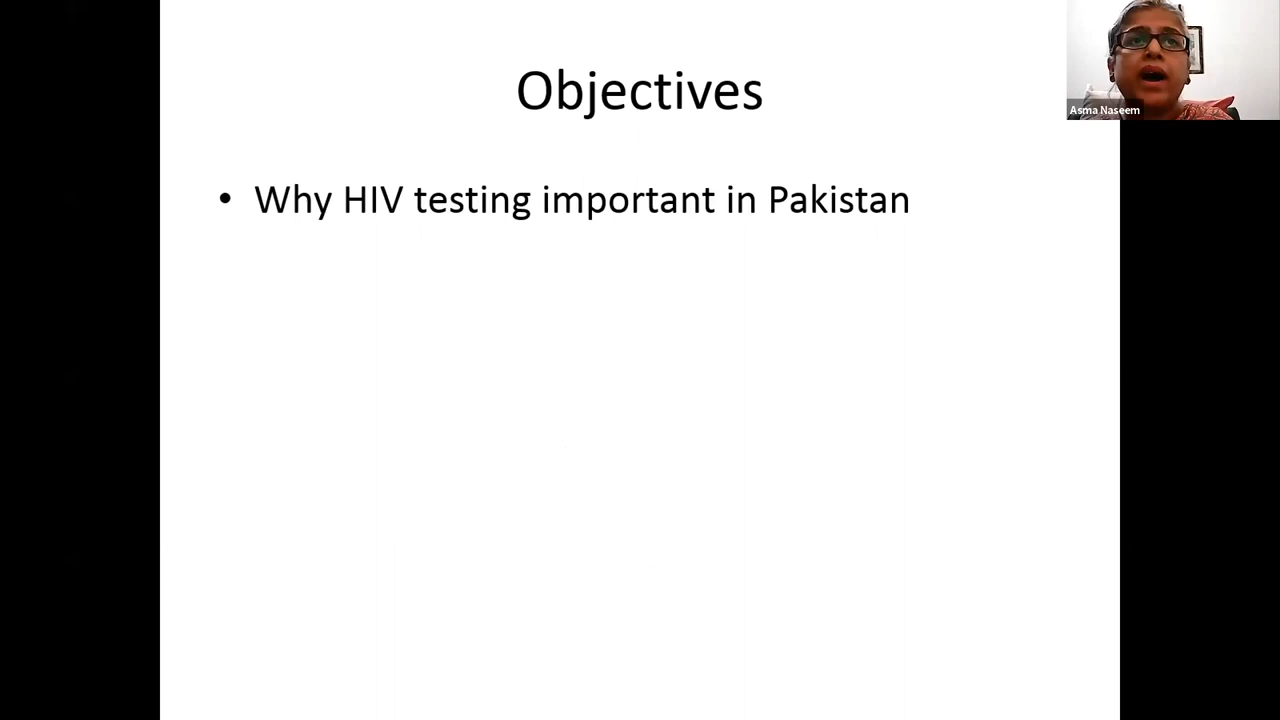 Objectives
Asma Naseem
• Why HIV testing important in Pakistan